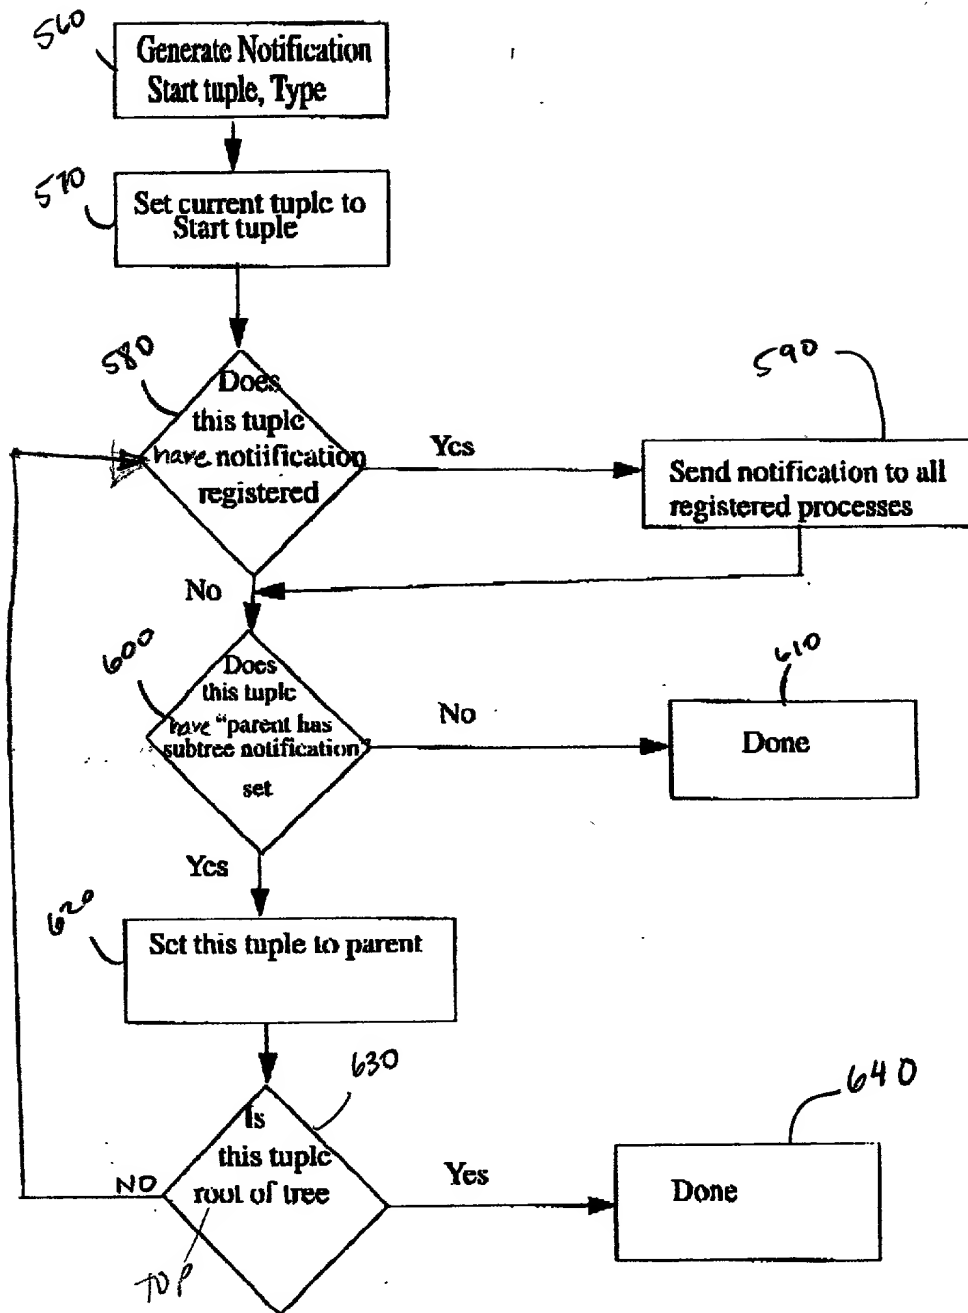 560
Generate Notification
Start tuple, Type
570
Set current tuple to
Start tuple
580
Does
this tuple
have notiification
registered
Yes
590
Send notification to all
registered processes
No
600
Does
this tuple
have "parent has
subtree notification"
set
No
610
Done
Yes
620
Set this tuple to parent
630
Is
this tuple
root of tree
NO
Yes
640
Done
TOP